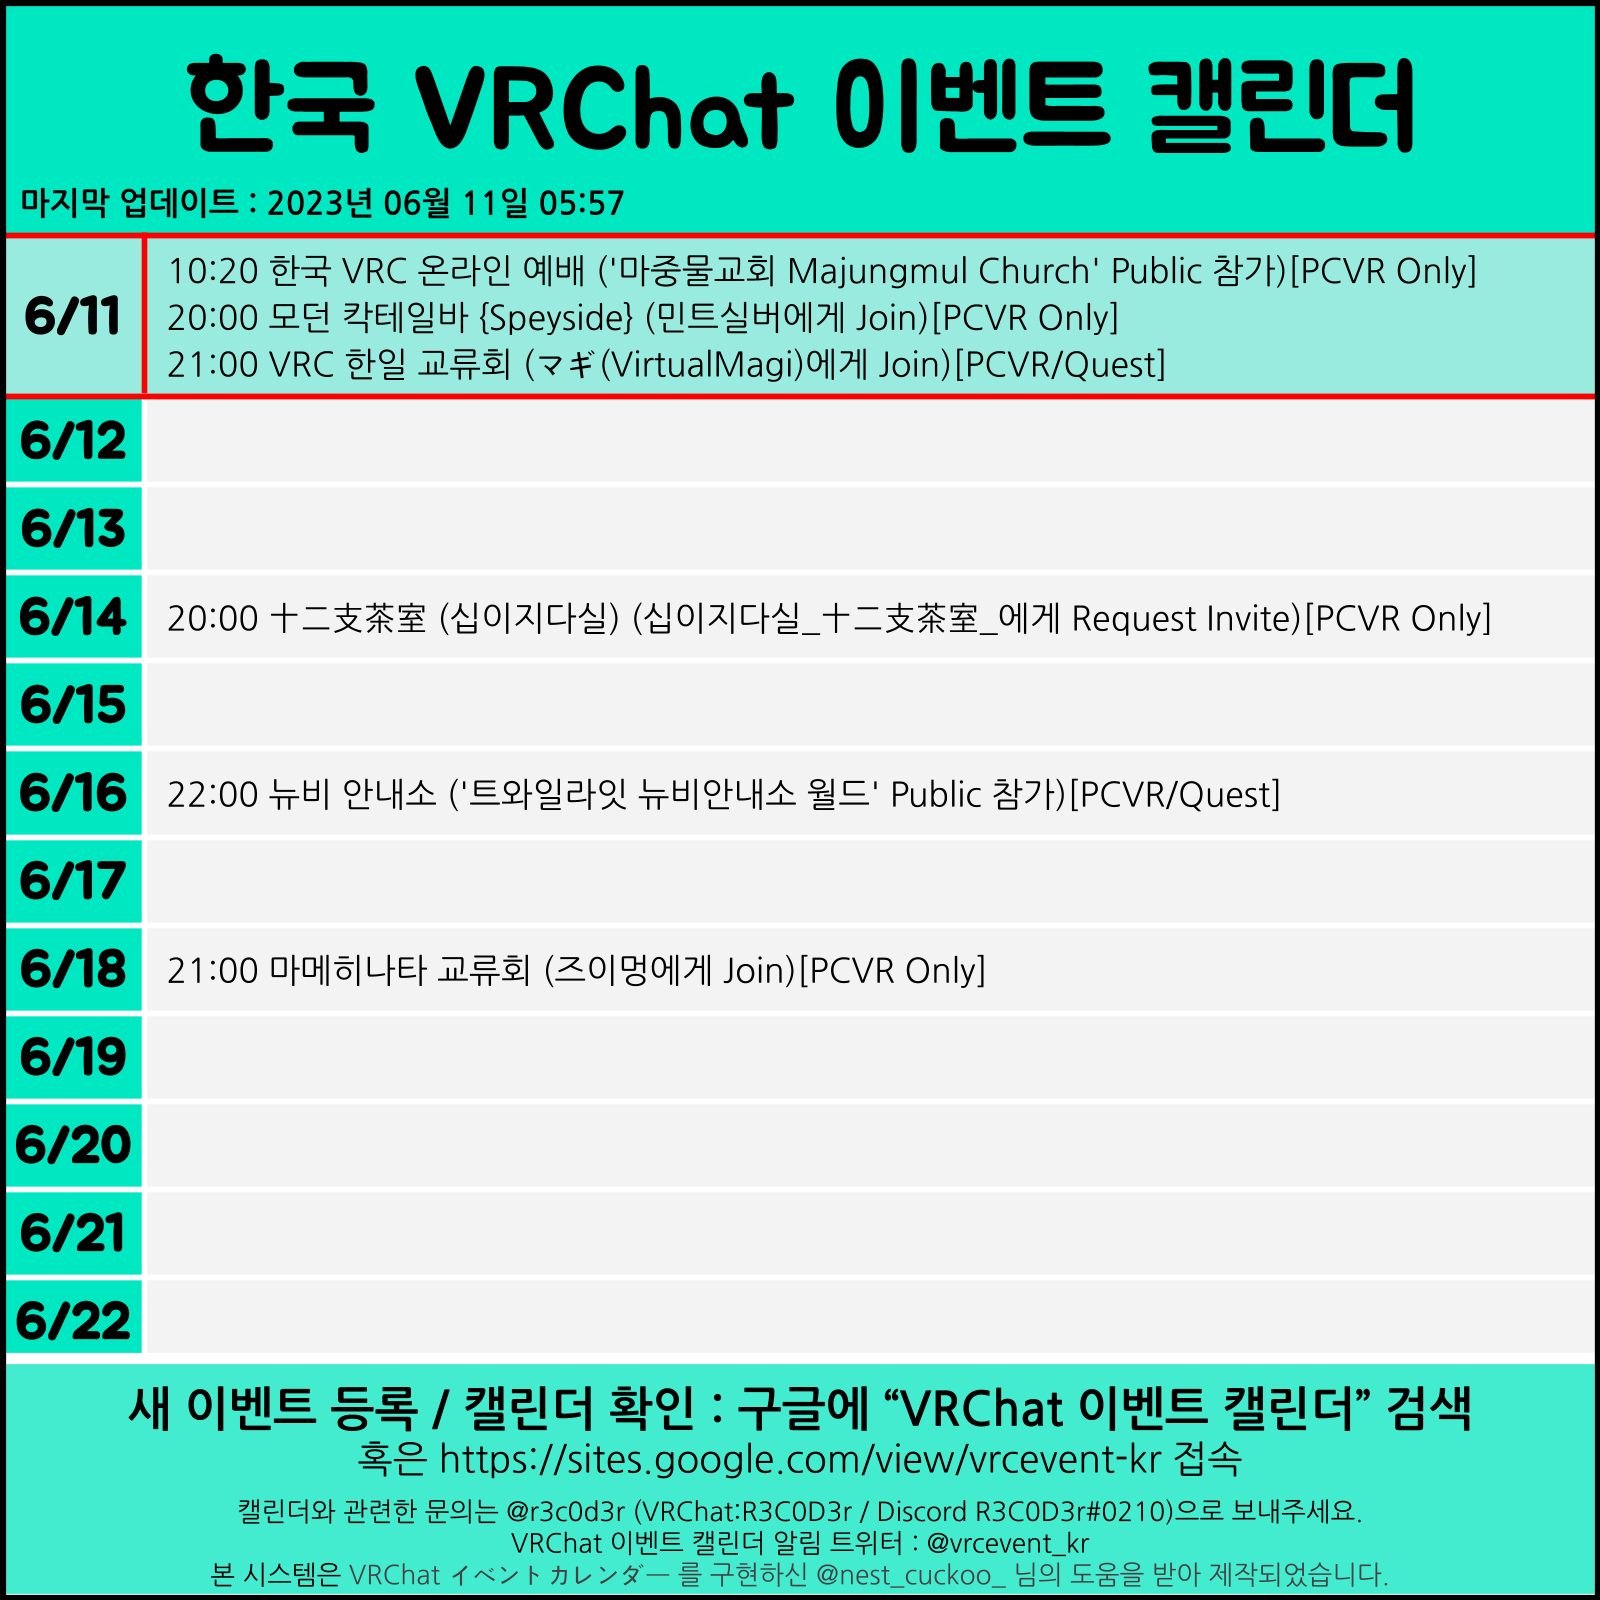 한국 VRChat 이벤트 캘린더
마지막 업데이트 : 2023년 06월 11일 05:57
6/11
10:20 한국 VRC 온라인 예배 ('마중물교회 Majungmul Church' Public 참가)[PCVR Only]
20:00 모던 칵테일바 {Speyside} (민트실버에게 Join)[PCVR Only]
21:00 VRC 한일 교류회 (マギ(VirtualMagi)에게 Join)[PCVR/Quest]
6/12
6/13
6/14
20:00 十二支茶室 (십이지다실) (십이지다실_十二支茶室_에게 Request Invite)[PCVR Only]
6/15
6/16
22:00 뉴비 안내소 ('트와일라잇 뉴비안내소 월드' Public 참가)[PCVR/Quest]
6/17
6/18
21:00 마메히나타 교류회 (즈이멍에게 Join)[PCVR Only]
6/19
6/20
6/21
6/22
새 이벤트 등록 / 캘린더 확인 : 구글에 “VRChat 이벤트 캘린더” 검색
혹은 https://sites.google.com/view/vrcevent-kr 접속
캘린더와 관련한 문의는 @r3c0d3r (VRChat:R3C0D3r / Discord R3C0D3r#0210)으로 보내주세요.
VRChat 이벤트 캘린더 알림 트위터 : @vrcevent_kr
본 시스템은 VRChat イベントカレンダー 를 구현하신 @nest_cuckoo_ 님의 도움을 받아 제작되었습니다.